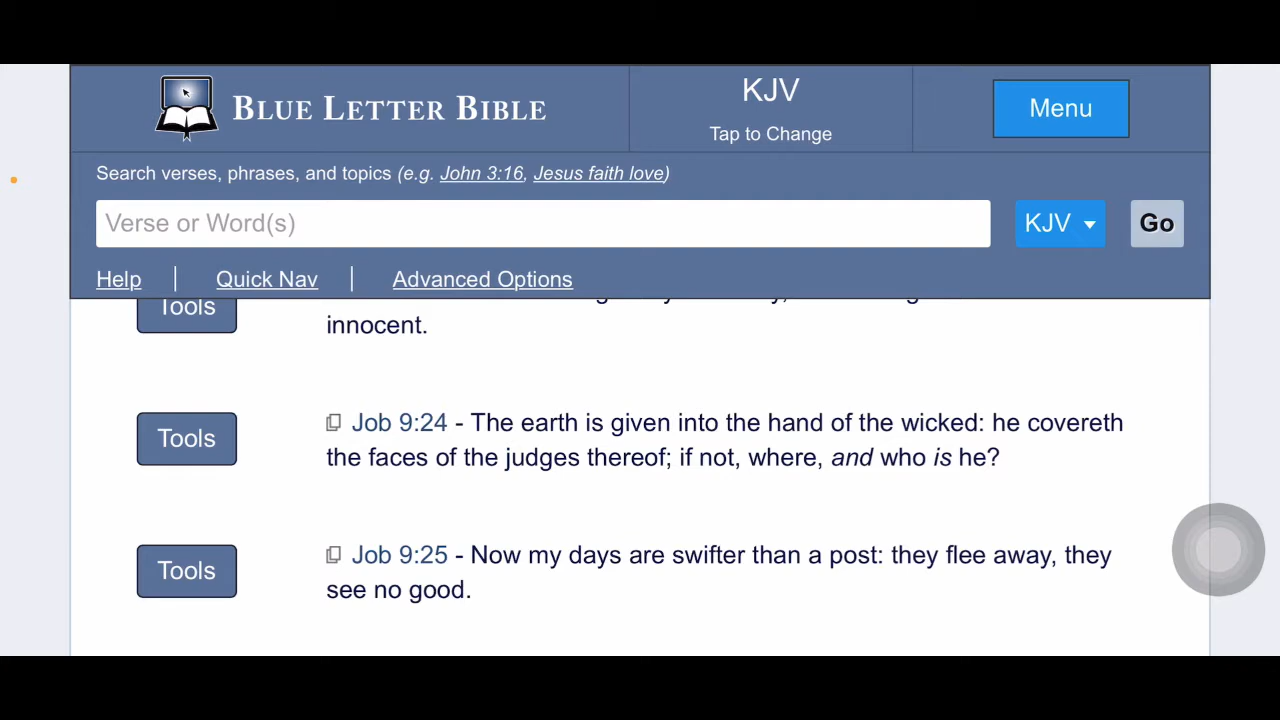 BLUE LETTER BIBLE
KJV
Tap to Change
Menu
Search verses, phrases, and topics (e.g. John 3:16, Jesus faith love)
Verse or Word(s)
KJV
Go
Help
Quick Nav
Advanced Options
Tools
innocent.
Tools
Job 9:24 - The earth is given into the hand of the wicked: he covereth
the faces of the judges thereof; if not, where, and who is he?
Tools
Job 9:25 - Now my days are swifter than a post: they flee away, they
see no good.